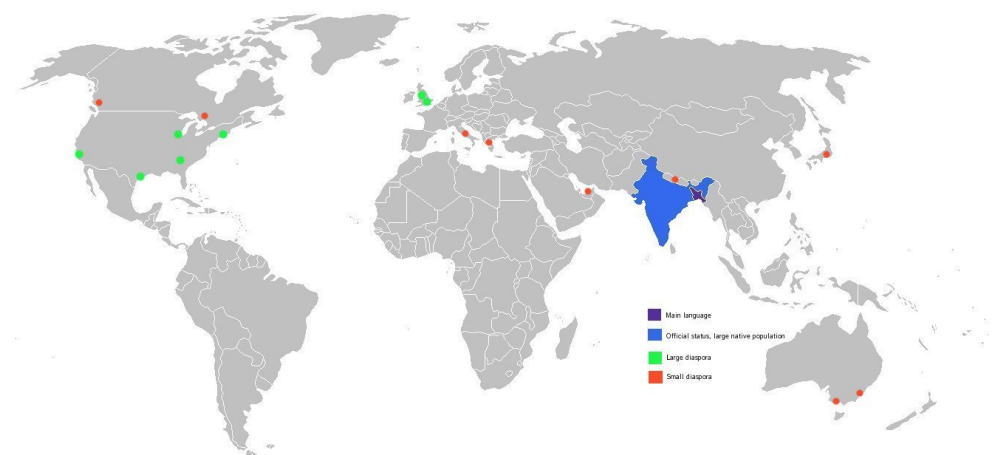 Main language
Official status, large native population
Large diaspora
Small diaspora